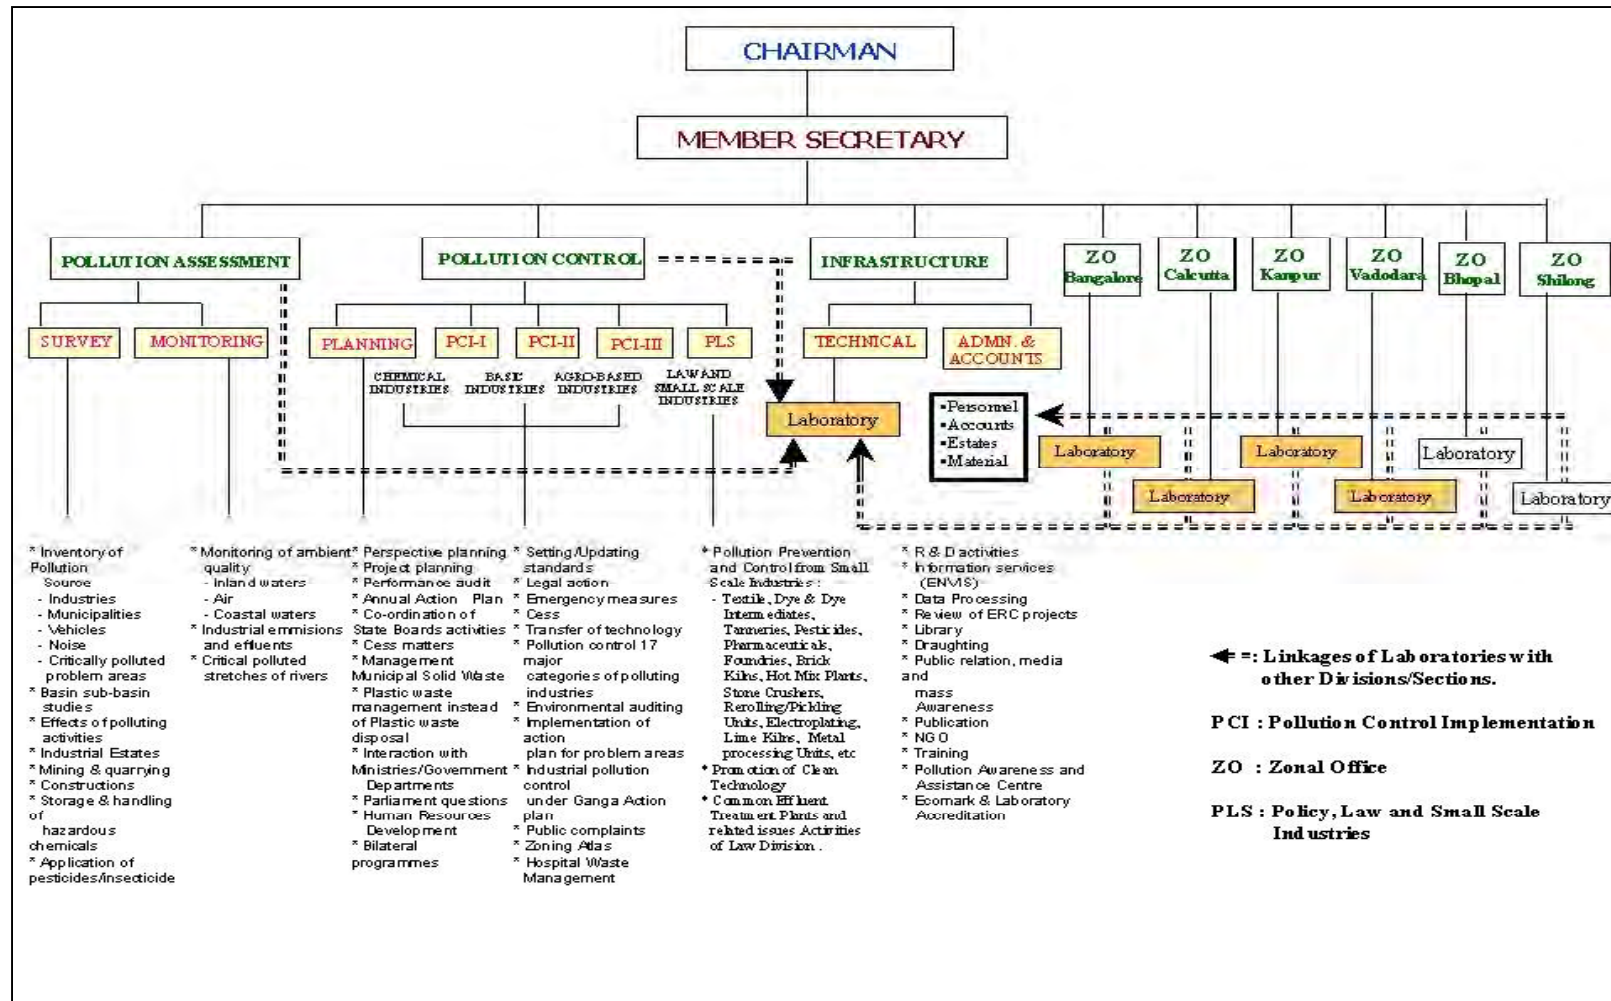 CHAIRMAN
MEMBER SECRETARY
POLLUTION ASSESSMENT
POLLUTION CONTROL
INFRASTRUCTURE
ZO
Bangalore
ZO
Calcutta
ZO
Kanpur
ZO
Vadodara
ZO
Bhopal
ZO
Shilong
SURVEY
MONITORING
PLANNING
PCI-I
PCI-II
PCI-III
PLS
TECHNICAL
ADMN. &
ACCOUNTS
CHEMICAL
INDUSTRIES
BASIC
INDUSTRIES
AGRO-BASED
INDUSTRIES
LAW AND
SMALL SCALE
INDUSTRIES
Laboratory
▪Personnel
▪Accounts
▪Estates
▪Material
Laboratory
Laboratory
Laboratory
Laboratory
Laboratory
Laboratory
* Inventory of
Pollution
Source
- Industries
- Municipalities
- Vehicles
- Noise
- Critically polluted
problem areas
* Basin sub-basin
studies
* Effects of polluting
activities
* Industrial Estates
* Mining & quarrying
* Constructions
* Storage & handling
of
hazardous
chemicals
* Application of
pesticides/insecticide
* Monitoring of ambient
quality
- Inland waters
- Air
- Coastal waters
* Industrial emmisions
and effluents
* Critical polluted
stretches of rivers
* Perspective planning
* Project planning
* Performance audit
* Annual Action Plan
* Co-ordination of
State Boards activities
* Cess matters
* Management
Municipal Solid Waste
* Plastic waste
management instead
of Plastic waste
disposal
* Interaction with
Ministries/Government
Departments
* Parliament questions
* Human Resources
Development
* Bilateral
programmes
* Setting/Updating
standards
* Legal action
* Emergency measures
* Cess
* Transfer of technology
* Pollution control 17
major
categories of polluting
industries
* Environmental auditing
* Implementation of
action
plan for problem areas
* Industrial pollution
control
under Ganga Action
plan
* Public complaints
* Zoning Atlas
* Hospital Waste
Management
* Pollution Prevention
and Control from Small
Scale Industries :
- Textile, Dye & Dye
Intermediates,
Tanneries, Pesticides,
Pharmaceuticals,
Foundries, Brick
Kilns, Hot Mix Plants,
Stone Crushers,
Rerolling/Pickling
Units, Electroplating,
Lime Kilns, Metal
processing Units, etc
* Promotion of Clean
Technology
* Common Effluent
Treatment Plants and
related issues Activities
of Law Division .
* R & D activities
* Information services
(ENVIS)
* Data Processing
* Review of ERC projects
* Library
* Draughting
* Public relation, media
and
mass
Awareness
* Publication
* NGO
* Training
* Pollution Awareness and
Assistance Centre
* Ecomark & Laboratory
Accreditation
: Linkages of Laboratories with
other Divisions/Sections.
PCI : Pollution Control Implementation
ZO : Zonal Office
PLS : Policy, Law and Small Scale
Industries